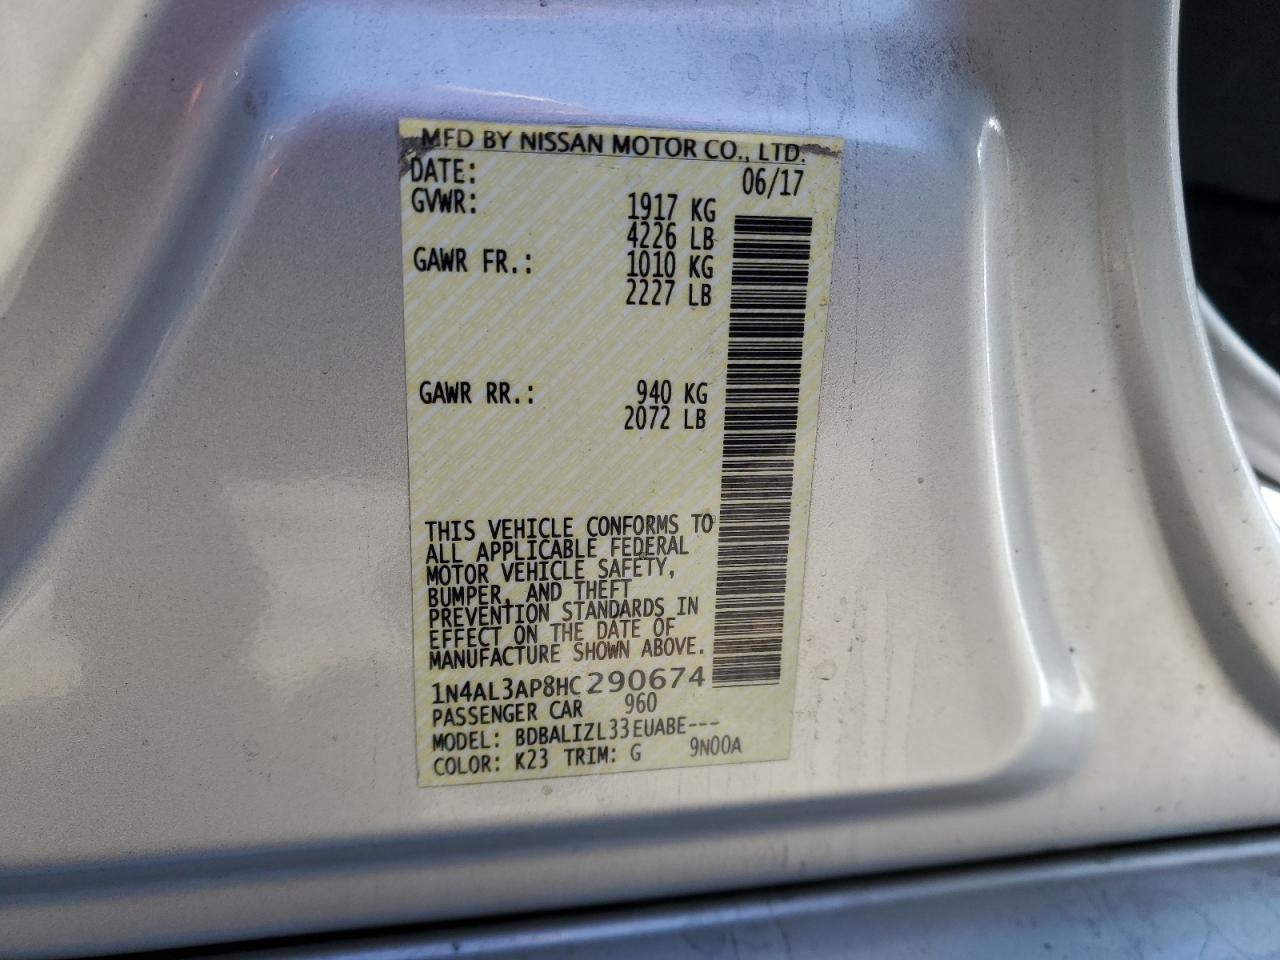 MFD BY NISSAN MOTOR CO., LTD.
DATE: 06/17
GVWR: 1917 KG
4226 LB
GAWR FR.: 1010 KG
2227 LB
GAWR RR.: 940 KG
2072 LB
THIS VEHICLE CONFORMS TO
ALL APPLICABLE FEDERAL
MOTOR VEHICLE SAFETY,
BUMPER, AND THEFT
PREVENTION STANDARDS IN
EFFECT ON THE DATE OF
MANUFACTURE SHOWN ABOVE.
1N4AL3AP8HC290674
PASSENGER CAR 960
MODEL: BDBALIZL33EUABE---
COLOR: K23 TRIM: G 9N00A